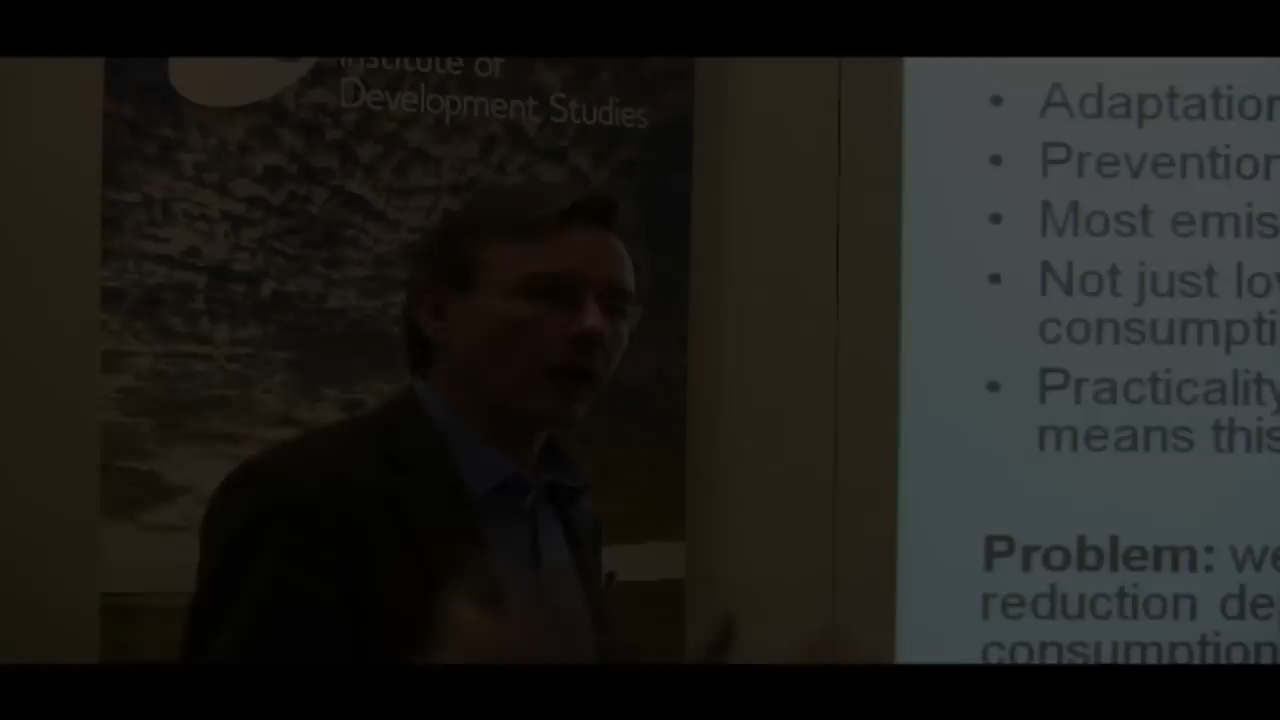 Institute of
Development Studies
• Adaptation
• Prevention
• Most emis
• Not just lo
consumpti
• Practicality
means this
Problem: we
reduction de
consumption